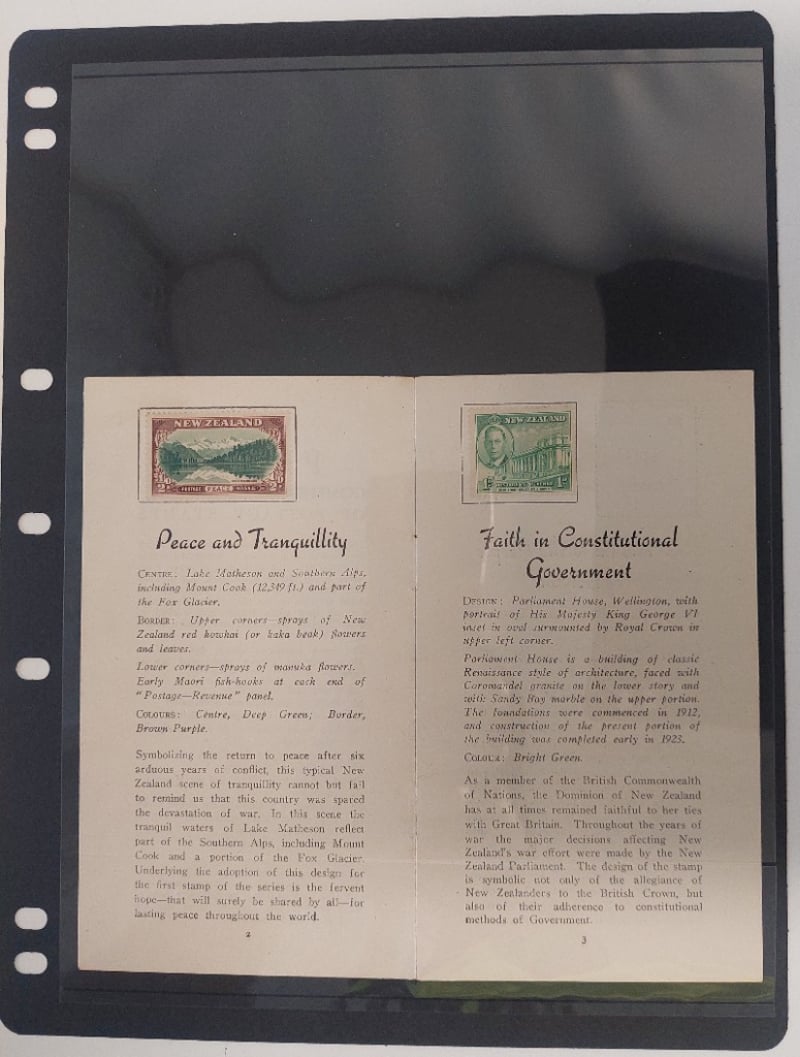 NEW ZEALAND
POSTAGE PEACE REVENUE
Peace and Tranquillity
CENTRE: Lake Matheson and Southern Alps,
including Mount Cook (12,349 ft.) and part of
the Fox Glacier.
BORDER: Upper corners—sprays of New
Zealand red kowhai (or kaka beak) flowers
and leaves.
Lower corners—sprays of manuka flowers.
Early Maori fish-hooks at each end of
"Postage—Revenue" panel.
COLOURS: Centre, Deep Green; Border,
Brown Purple.
Symbolizing the return to peace after six
arduous years of conflict, this typical New
Zealand scene of tranquillity cannot but fail
to remind us that this country was spared
the devastation of war. In this scene the
tranquil waters of Lake Matheson reflect
part of the Southern Alps, including Mount
Cook and a portion of the Fox Glacier.
Underlying the adoption of this design for
the first stamp of the series is the fervent
hope—that will surely be shared by all—for
lasting peace throughout the world.
2
NEW ZEALAND
Faith in Constitutional
Government
DESIGN: Parliament House, Wellington, with
portrait of His Majesty King George VI
inset in oval surmounted by Royal Crown in
upper left corner.
Parliament House is a building of classic
Renaissance style of architecture, faced with
Coromandel granite on the lower story and
with Sandy Bay marble on the upper portion.
The foundations were commenced in 1912,
and construction of the present portion of
the building was completed early in 1923.
COLOUR: Bright Green.
As a member of the British Commonwealth
of Nations, the Dominion of New Zealand
has at all times remained faithful to her ties
with Great Britain. Throughout the years of
war the major decisions affecting New
Zealand's war effort were made by the New
Zealand Parliament. The design of the stamp
is symbolic not only of the allegiance of
New Zealanders to the British Crown, but
also of their adherence to constitutional
methods of Government.
3